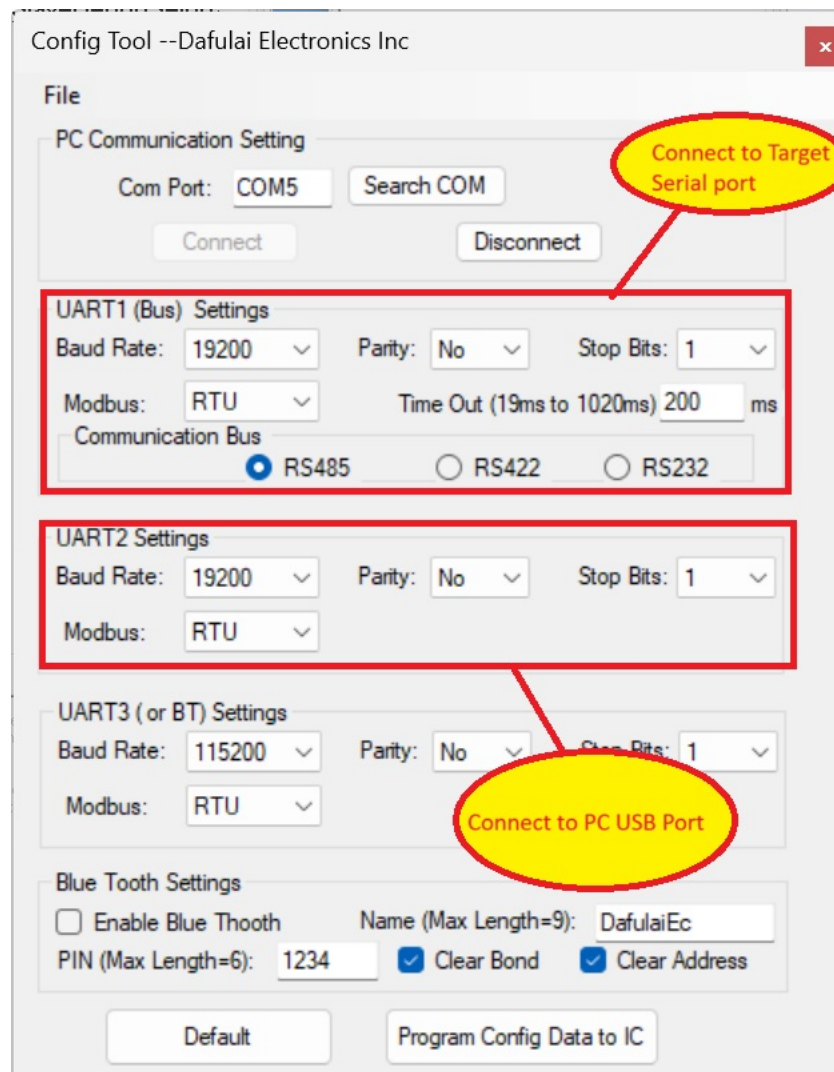 Config Tool --Dafulai Electronics Inc
x
File
PC Communication Setting
Connect to Target
Serial port
Com Port: COM5 Search COM
Connect Disconnect
UART1 (Bus) Settings
Baud Rate: 19200 Parity: No Stop Bits: 1
Modbus: RTU Time Out (19ms to 1020ms) 200 ms
Communication Bus
RS485 RS422 RS232
UART2 Settings
Baud Rate: 19200 Parity: No Stop Bits: 1
Modbus: RTU
UART3 ( or BT) Settings
Baud Rate: 115200 Parity: No Stop Bits: 1
Modbus: RTU
Connect to PC USB Port
Blue Tooth Settings
Enable Blue Thooth Name (Max Length=9): DafulaiEc
PIN (Max Length=6): 1234 Clear Bond Clear Address
Default Program Config Data to IC